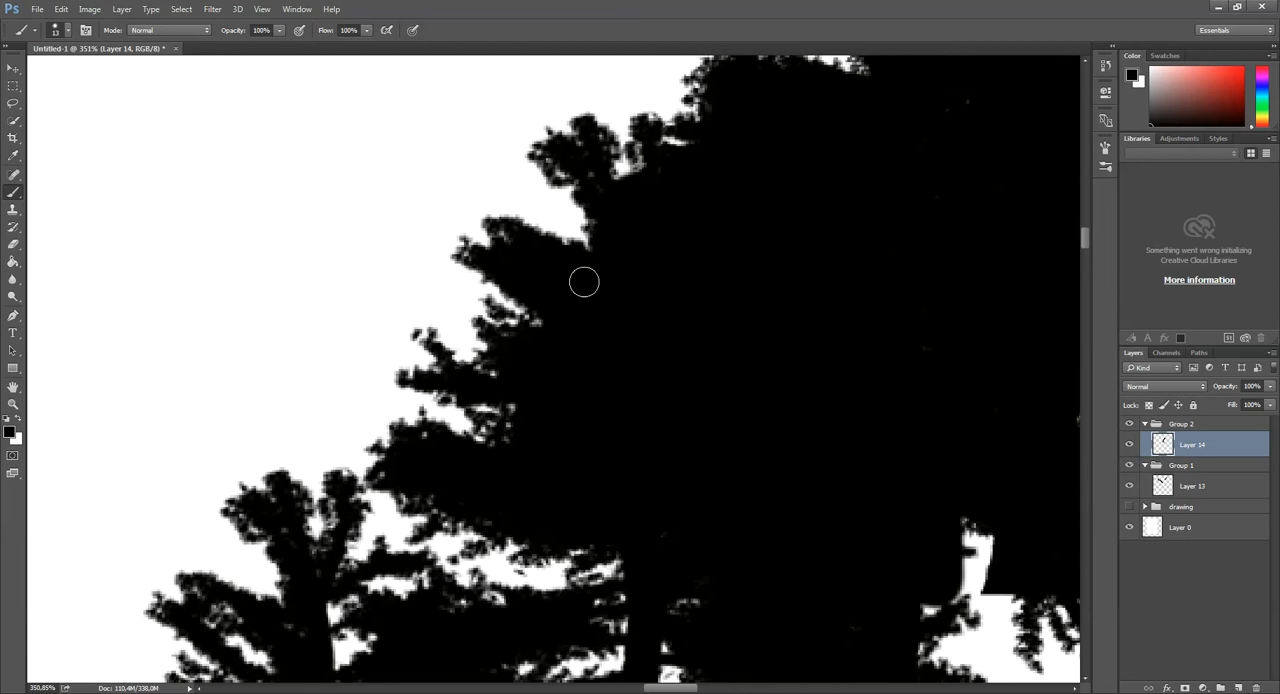 Ps File Edit Image Layer Type Select Filter 3D View Window Help
13 Mode: Normal Opacity: 100% Flow: 100% Essentials
Untitled-1 @ 351% (Layer 14, RGB/8) * ×
Color Swatches
Libraries Adjustments Styles
Something went wrong initializing
Creative Cloud Libraries
More information
Layers Channels Paths
Kind
Normal Opacity: 100%
Lock: Fill: 100%
Group 2
Layer 14
Group 1
Layer 13
drawing
Layer 0
350,85% Doc: 110,4M/338,0M